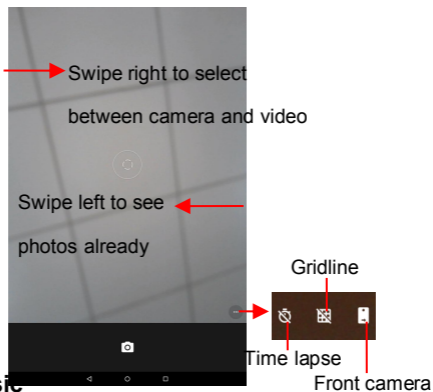 Swipe right to select
between camera and video
Swipe left to see
photos already
Gridline
Time lapse
Front camera
sic